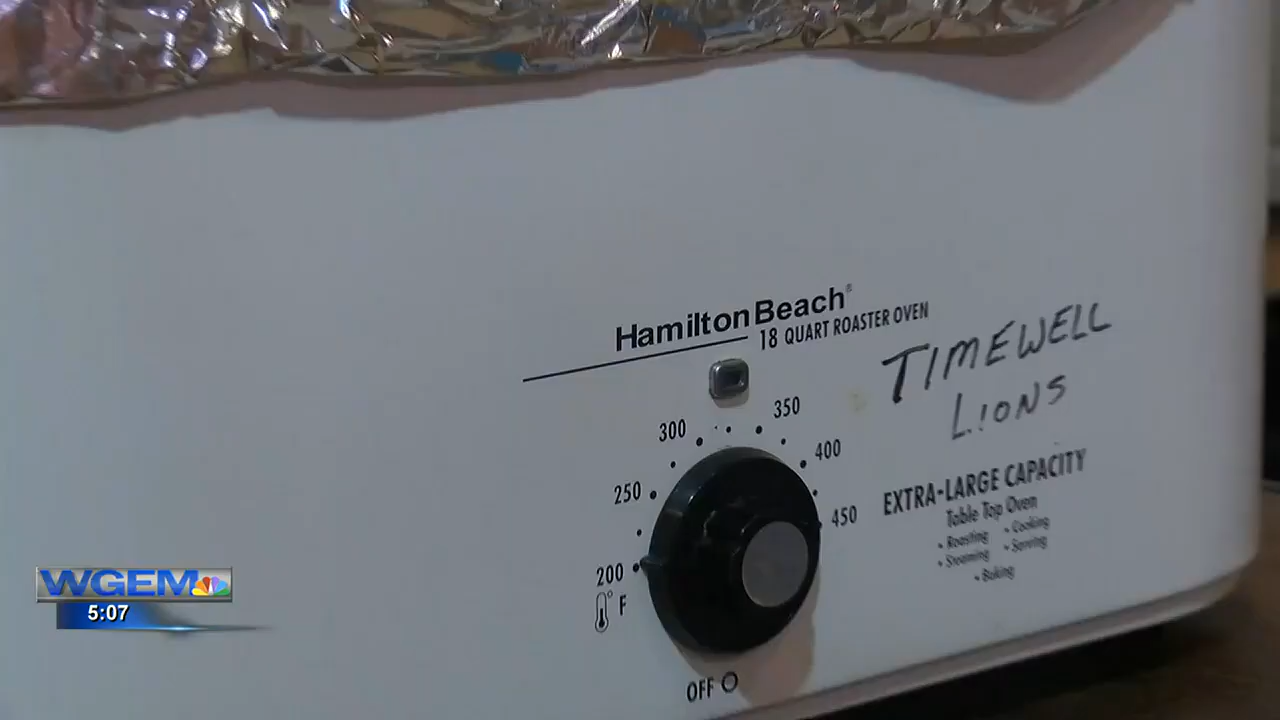 HamiltonBeach®
18 QUART ROASTER OVEN
TIMEWELL
LIONS
300
350
250
400
200
450
° F
OFF
EXTRA-LARGE CAPACITY
Table Top Oven
• Roasting • Cooking
• Steaming • Serving
• Baking
WGEM
5:07